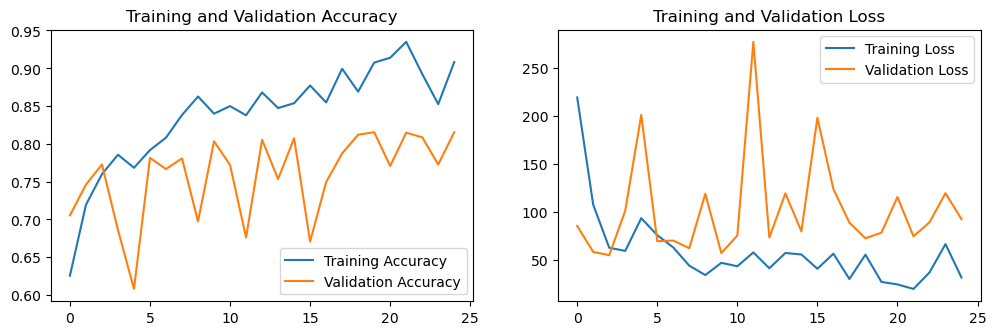 Training and Validation Accuracy
0.95
0.90
0.85
0.80
0.75
0.70
0.65
0.60
Training Accuracy
Validation Accuracy
0 5 10 15 20 25
Training and Validation Loss
Training Loss
Validation Loss
250
200
150
100
50
0 5 10 15 20 25